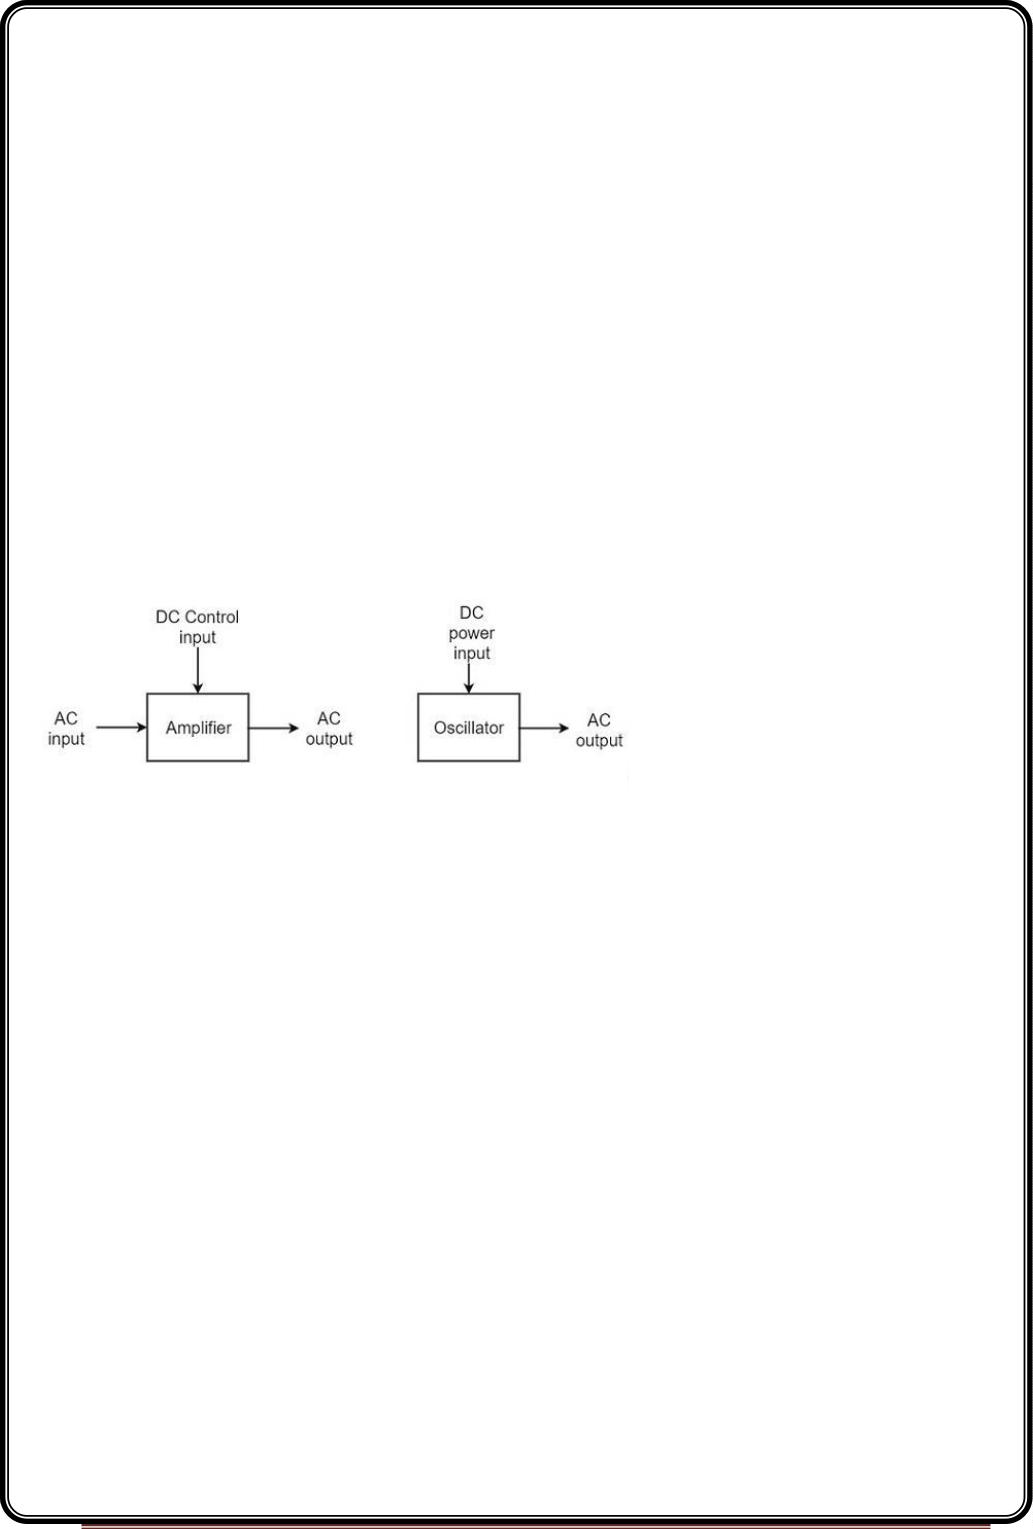 DC Control
input
AC
input
Amplifier
AC
output
DC
power
input
Oscillator
AC
output